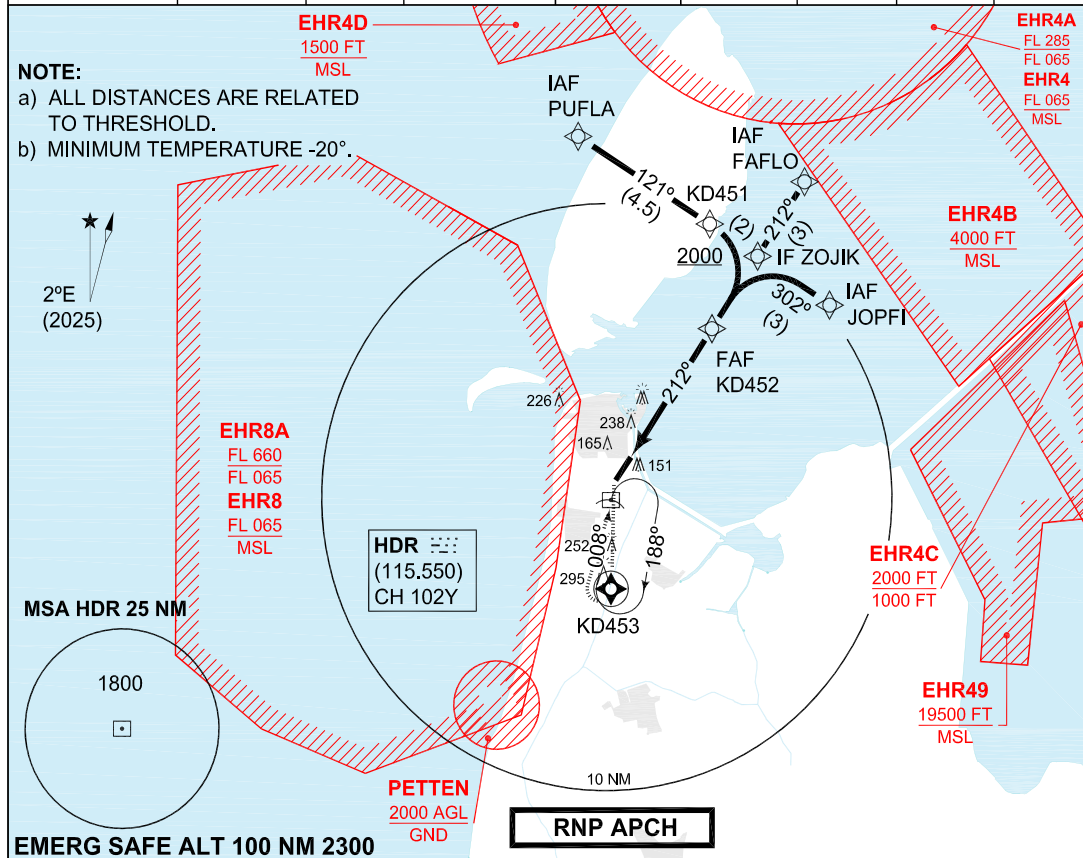 EHR4D
1500 FT
MSL
EHR4A
FL 285
FL 065
EHR4
FL 065
MSL
NOTE:
a) ALL DISTANCES ARE RELATED
TO THRESHOLD.
b) MINIMUM TEMPERATURE -20°.
IAF
PUFLA
IAF
FAFLO
121°
(4.5)
KD451
(2)
212°
(3)
2000
IF ZOJIK
EHR4B
4000 FT
MSL
2°E
(2025)
302°
(3)
IAF
JOPFI
FAF
KD452
212°
226
238
165
151
EHR8A
FL 660
FL 065
EHR8
FL 065
MSL
HDR
(115.550)
CH 102Y
252
295
008°
188°
KD453
EHR4C
2000 FT
1000 FT
MSA HDR 25 NM
1800
EHR49
19500 FT
MSL
10 NM
PETTEN
2000 AGL
GND
RNP APCH
EMERG SAFE ALT 100 NM 2300